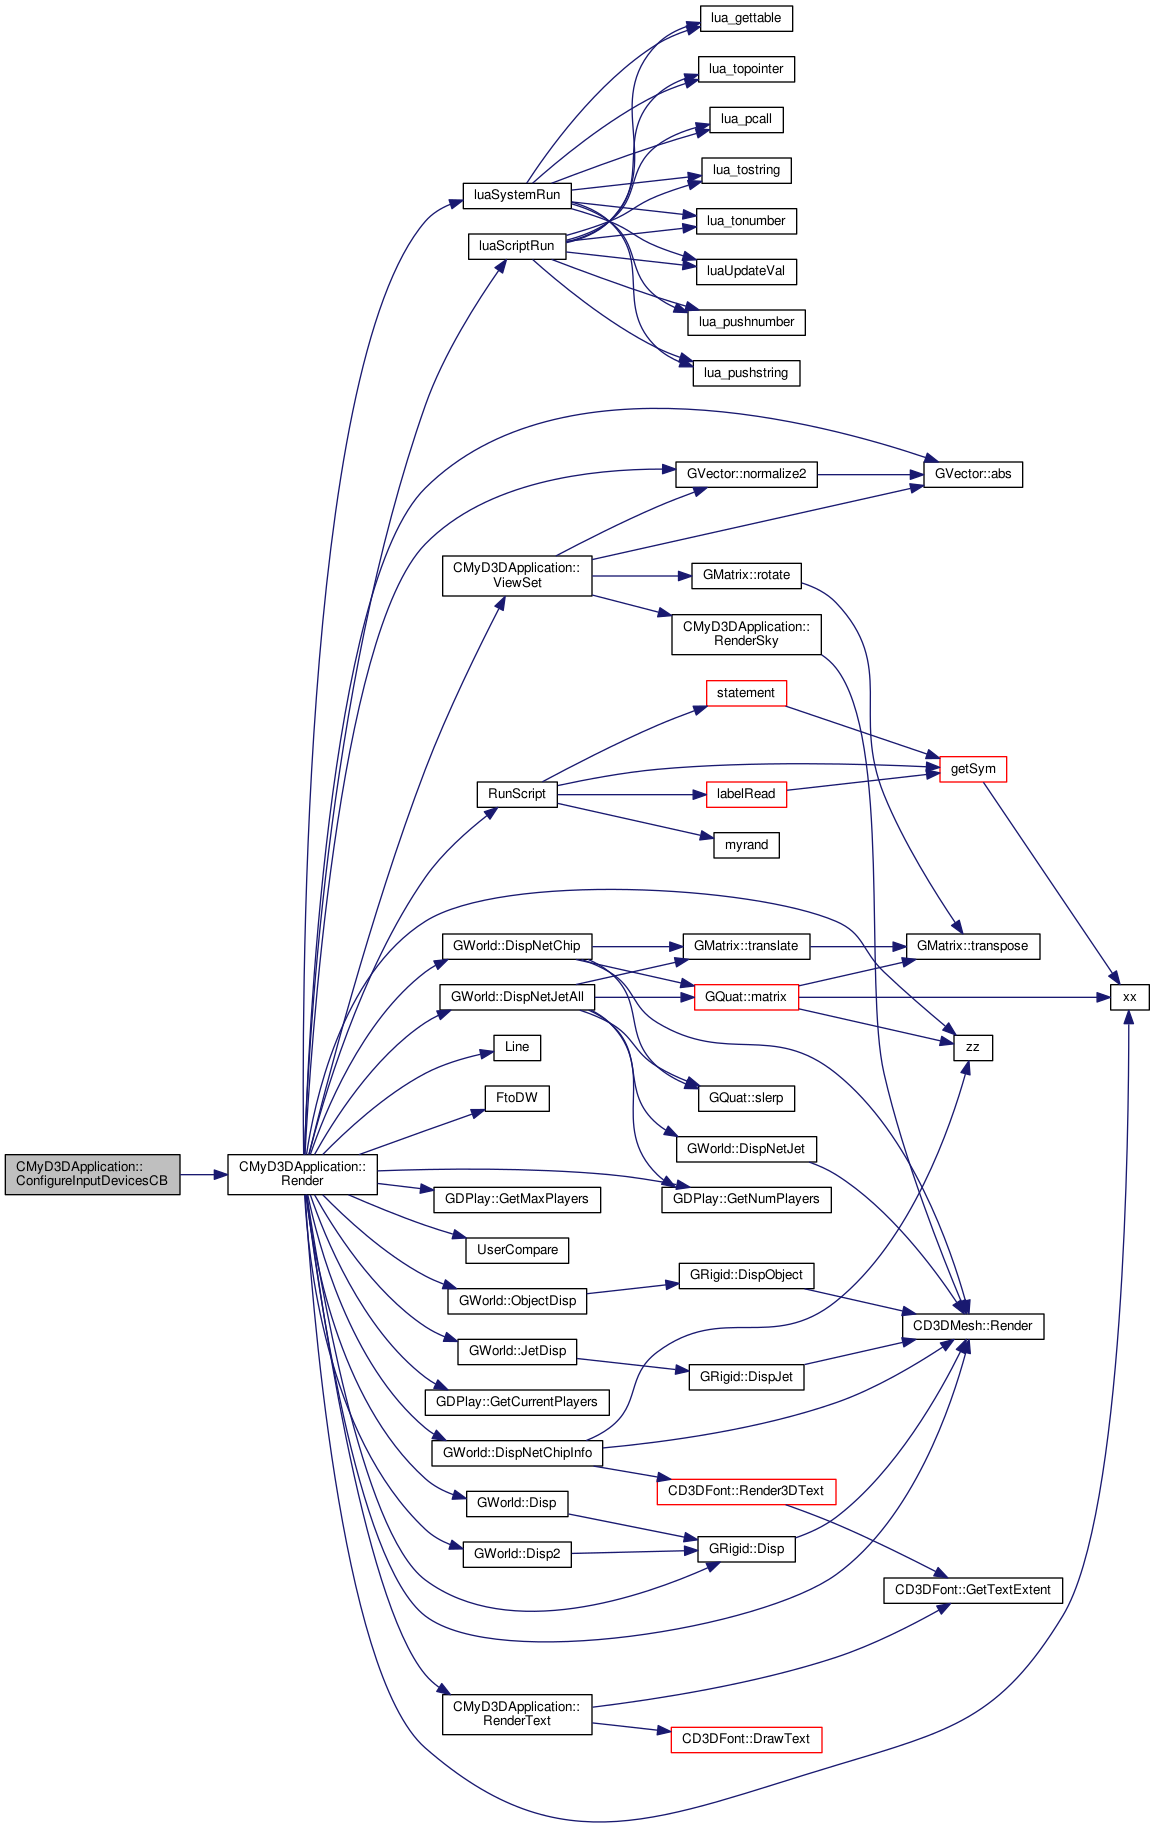 lua_gettable
lua_topointer
lua_pcall
lua_tostring
luaSystemRun
lua_tonumber
luaScriptRun
luaUpdateVal
lua_pushnumber
lua_pushstring
GVector::normalize2
GVector::abs
CMyD3DApplication::
ViewSet
GMatrix::rotate
CMyD3DApplication::
RenderSky
statement
getSym
RunScript
labelRead
myrand
GWorld::DispNetChip
GMatrix::translate
GMatrix::transpose
GWorld::DispNetJetAll
GQuat::matrix
xx
Line
zz
FtoDW
GQuat::slerp
GWorld::DispNetJet
CMyD3DApplication::
ConfigureInputDevicesCB
CMyD3DApplication::
Render
GDPlay::GetMaxPlayers
GDPlay::GetNumPlayers
UserCompare
GRigid::DispObject
GWorld::ObjectDisp
CD3DMesh::Render
GWorld::JetDisp
GRigid::DispJet
GDPlay::GetCurrentPlayers
GWorld::DispNetChipInfo
CD3DFont::Render3DText
GWorld::Disp
GRigid::Disp
GWorld::Disp2
CD3DFont::GetTextExtent
CMyD3DApplication::
RenderText
CD3DFont::DrawText